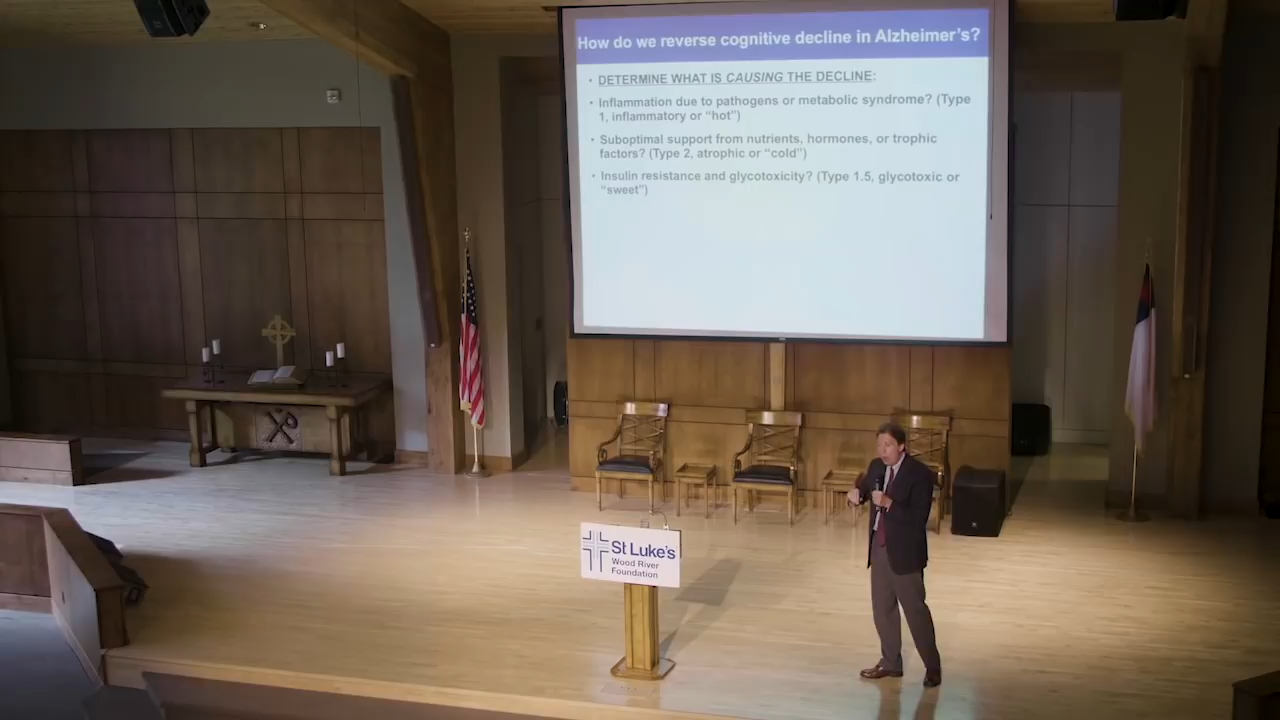 How do we reverse cognitive decline in Alzheimer's?
• DETERMINE WHAT IS CAUSING THE DECLINE:
• Inflammation due to pathogens or metabolic syndrome? (Type
1, inflammatory or "hot")
• Suboptimal support from nutrients, hormones, or trophic
factors? (Type 2, atrophic or "cold")
• Insulin resistance and glycotoxicity? (Type 1.5, glycotoxic or
"sweet")
St Luke's
Wood River
Foundation